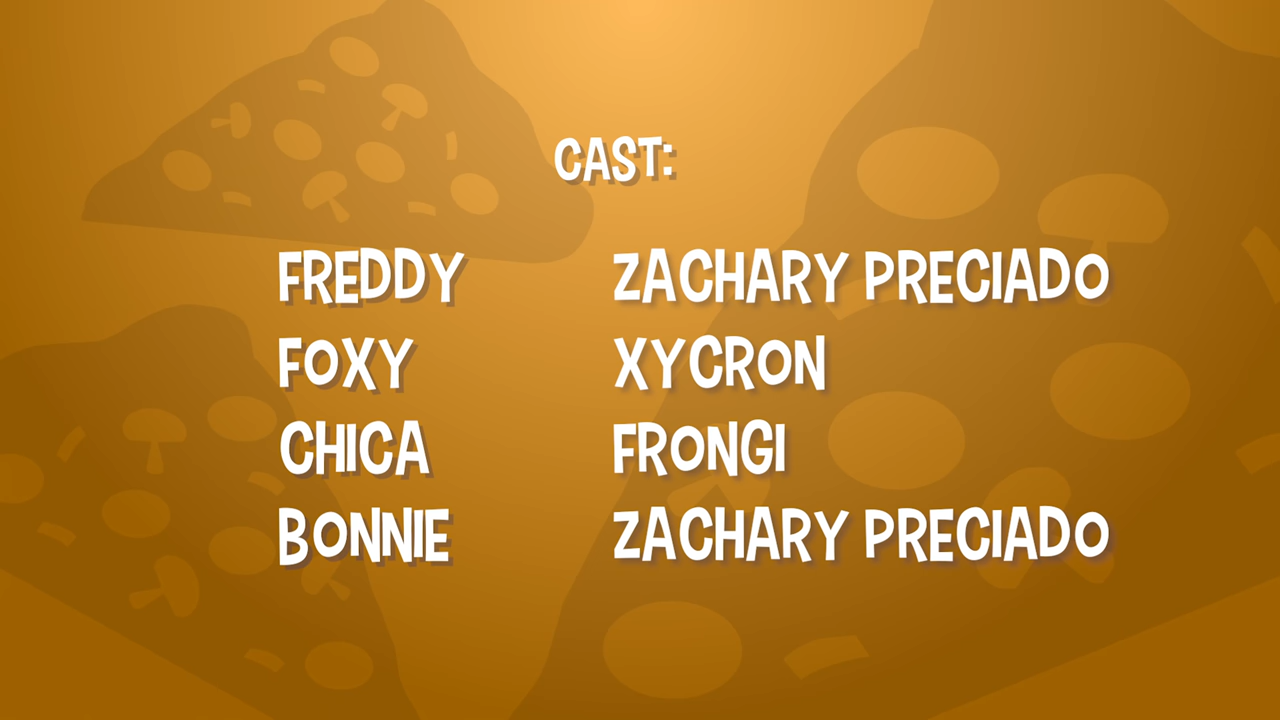 CAST:
FREDDY ZACHARY PRECIADO
FOXY XYCRON
CHICA FRONGI
BONNIE ZACHARY PRECIADO